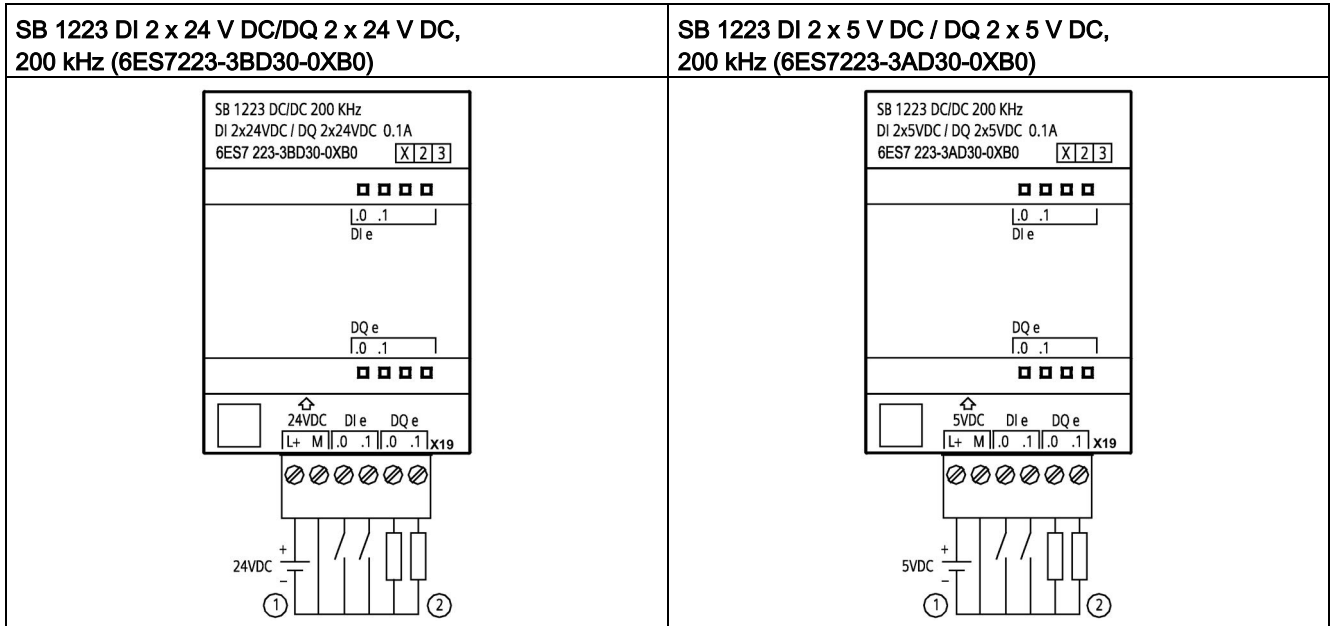 SB 1223 DI 2 x 24 V DC/DQ 2 x 24 V DC,
200 kHz (6ES7223-3BD30-0XB0)
SB 1223 DC/DC 200 KHz
DI 2x24VDC / DQ 2x24VDC 0.1A
6ES7 223-3BD30-0XB0 X 2 3
.0 .1
DI e
DQ e
.0 .1
24VDC DI e DQ e
L+ M .0 .1 .0 .1 X19
+
24VDC
−
① ②
SB 1223 DI 2 x 5 V DC / DQ 2 x 5 V DC,
200 kHz (6ES7223-3AD30-0XB0)
SB 1223 DC/DC 200 KHz
DI 2x5VDC / DQ 2x5VDC 0.1A
6ES7 223-3AD30-0XB0 X 2 3
.0 .1
DI e
DQ e
.0 .1
5VDC DI e DQ e
L+ M .0 .1 .0 .1 X19
+
5VDC
−
① ②